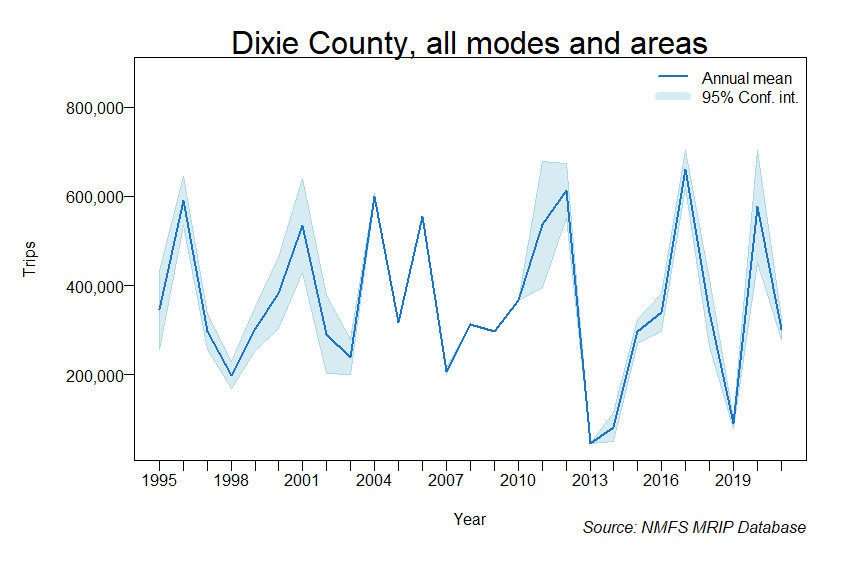 Dixie County, all modes and areas
Annual mean
95% Conf. int.
800,000
600,000
400,000
200,000
Trips
1995 1998 2001 2004 2007 2010 2013 2016 2019
Year
Source: NMFS MRIP Database